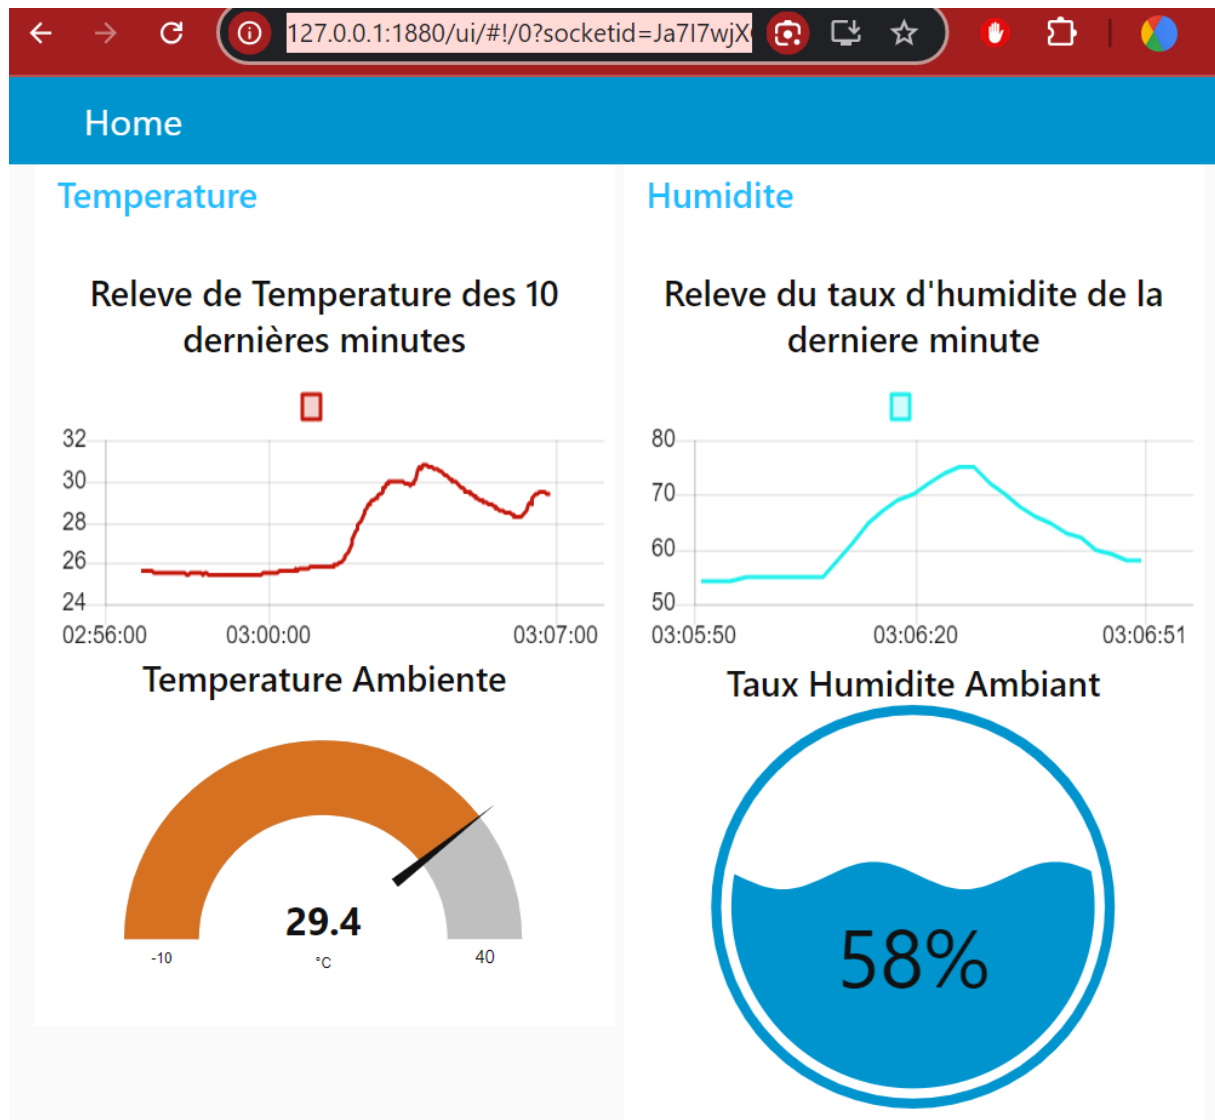 127.0.0.1:1880/ui/#!/0?socketid=Ja7I7wjX
Home
Temperature
Releve de Temperature des 10
dernières minutes
32
30
28
26
24
02:56:00 03:00:00 03:07:00
Temperature Ambiente
29.4
-10 °C 40
Humidite
Releve du taux d'humidite de la
derniere minute
80
70
60
50
03:05:50 03:06:20 03:06:51
Taux Humidite Ambiant
58%